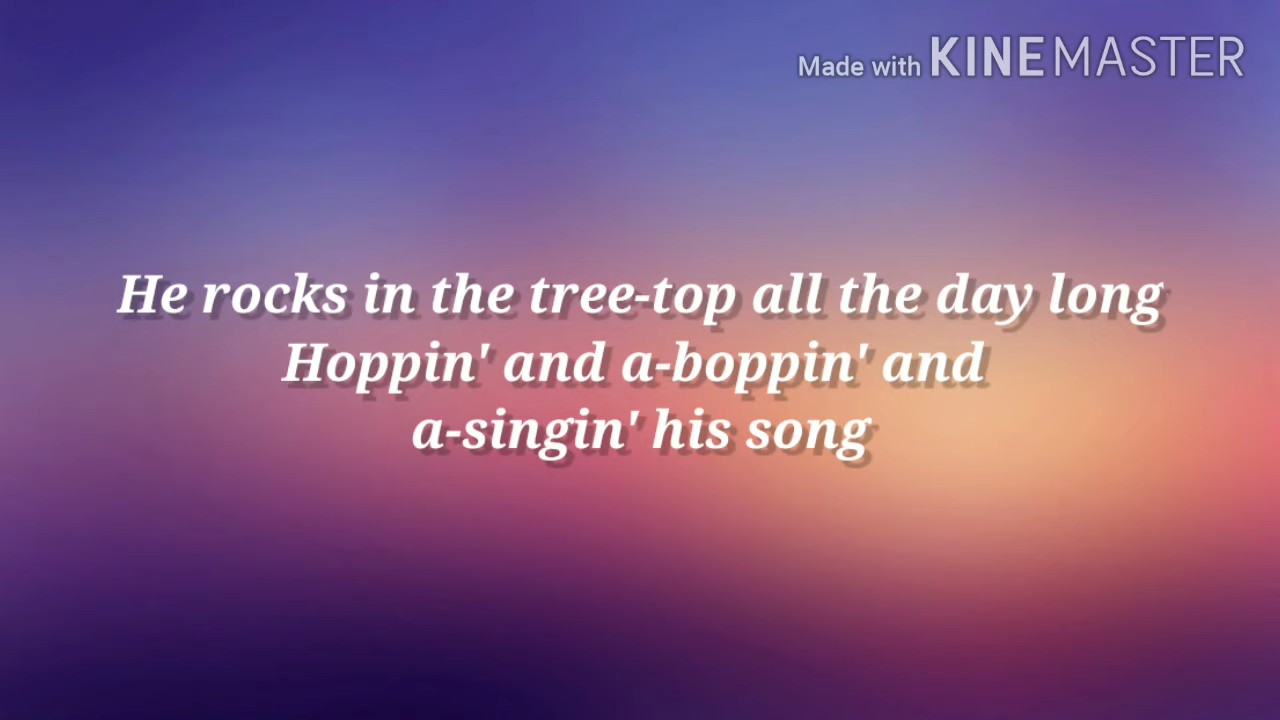 Made with KINEMASTER
He rocks in the tree-top all the day long
Hoppin' and a-boppin' and
a-singin' his song